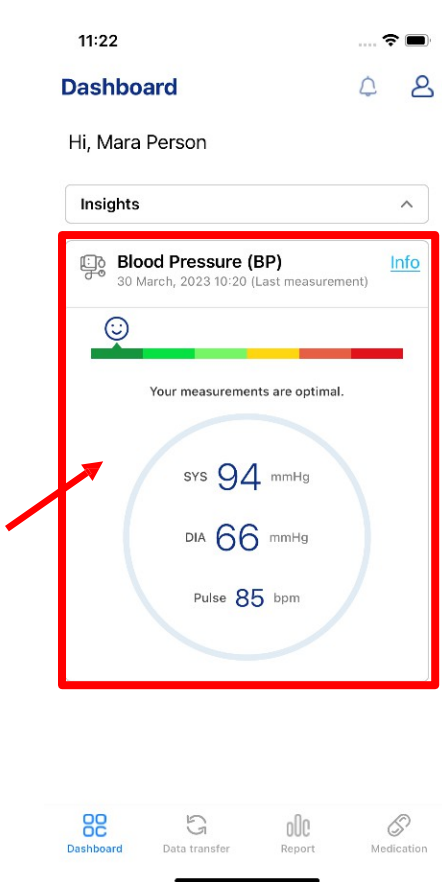 11:22
Dashboard
Hi, Mara Person
Insights
Blood Pressure (BP)
Info
30 March, 2023 10:20 (Last measurement)
Your measurements are optimal.
SYS 94 mmHg
DIA 66 mmHg
Pulse 85 bpm
Dashboard Data transfer Report Medication